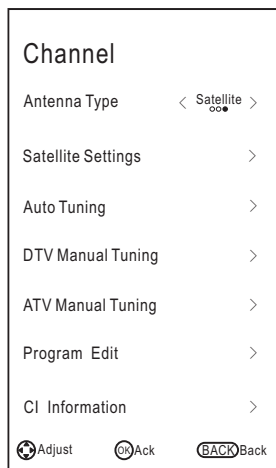 Channel
Antenna Type < Satellite >
Satellite Settings >
Auto Tuning >
DTV Manual Tuning >
ATV Manual Tuning >
Program Edit >
CI Information >
Adjust OK Ack BACK Back